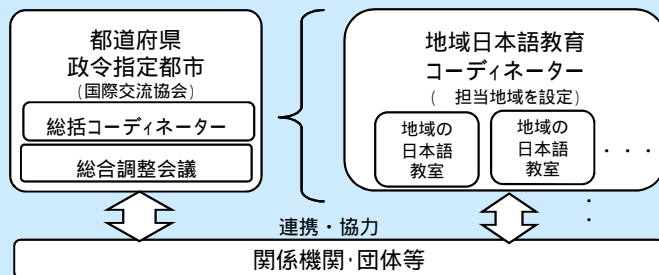 都道府県
政令指定都市
(国際交流協会)
総括コーディネーター
総合調整会議
地域日本語教育
コーディネーター
( 担当地域を設定)
地域の
日本語
教室
地域の
日本語
教室
・・・
:
連携・協力
関係機関・団体等